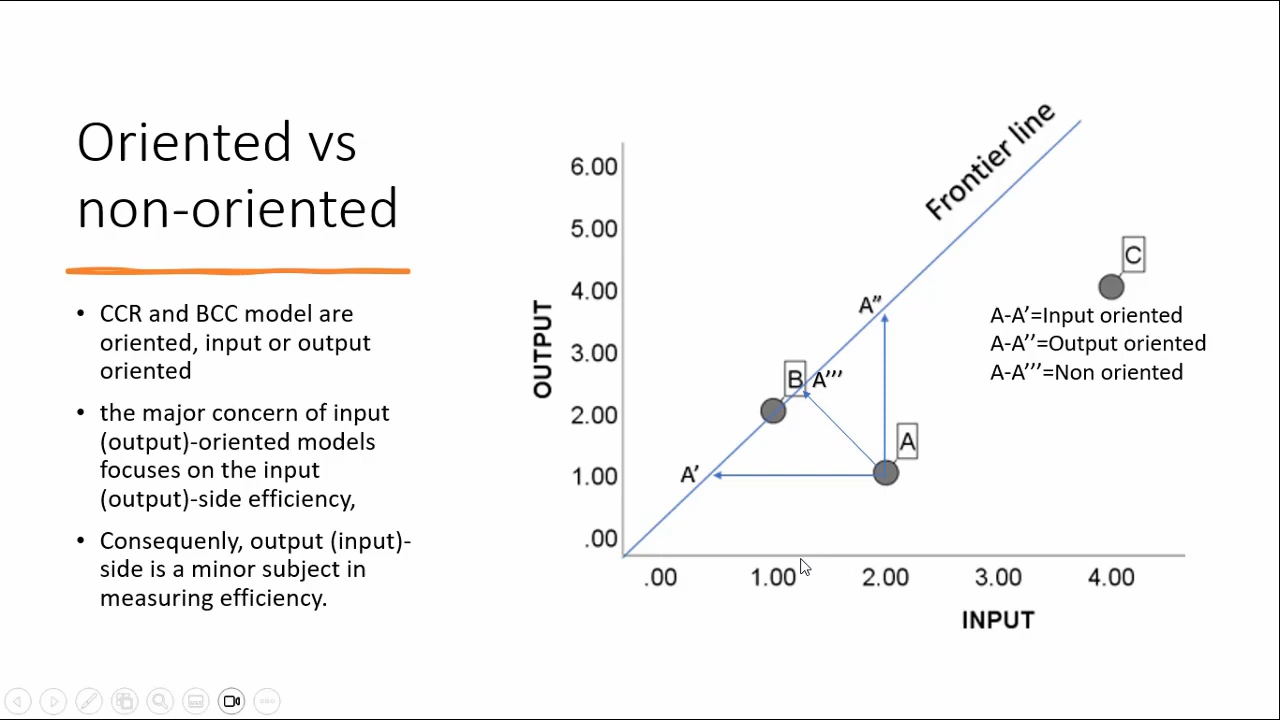 Oriented vs
non-oriented
• CCR and BCC model are
oriented, input or output
oriented
• the major concern of input
(output)-oriented models
focuses on the input
(output)-side efficiency,
• Consequenly, output (input)-
side is a minor subject in
measuring efficiency.
OUTPUT
6.00
5.00
4.00
3.00
2.00
1.00
.00
Frontier line
C
A’’
B
A’’’
A
A’
A-A’=Input oriented
A-A’’=Output oriented
A-A’’’=Non oriented
.00 1.00 2.00 3.00 4.00
INPUT